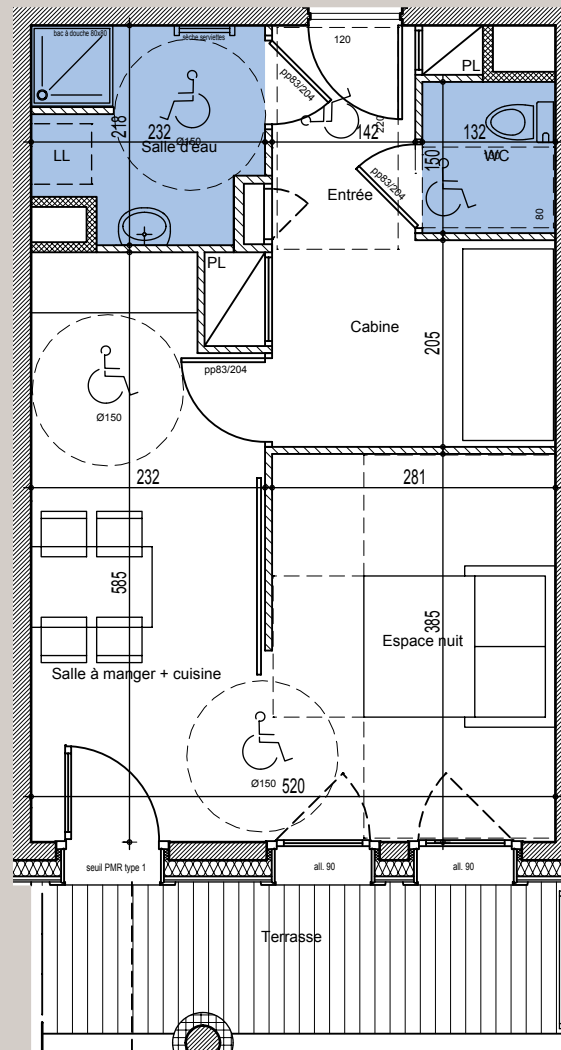 bac à douche 80x80
sèche serviettes
120
PL
pp83/204
218
232
Ø150
Salle d'eau
LL
142
220
132
150
WC
80
Entrée
pp83/204
PL
Cabine
205
pp83/204
Ø150
232
281
585
385
Espace nuit
Salle à manger + cuisine
Ø150
520
seuil PMR type 1
all. 90
all. 90
Terrasse